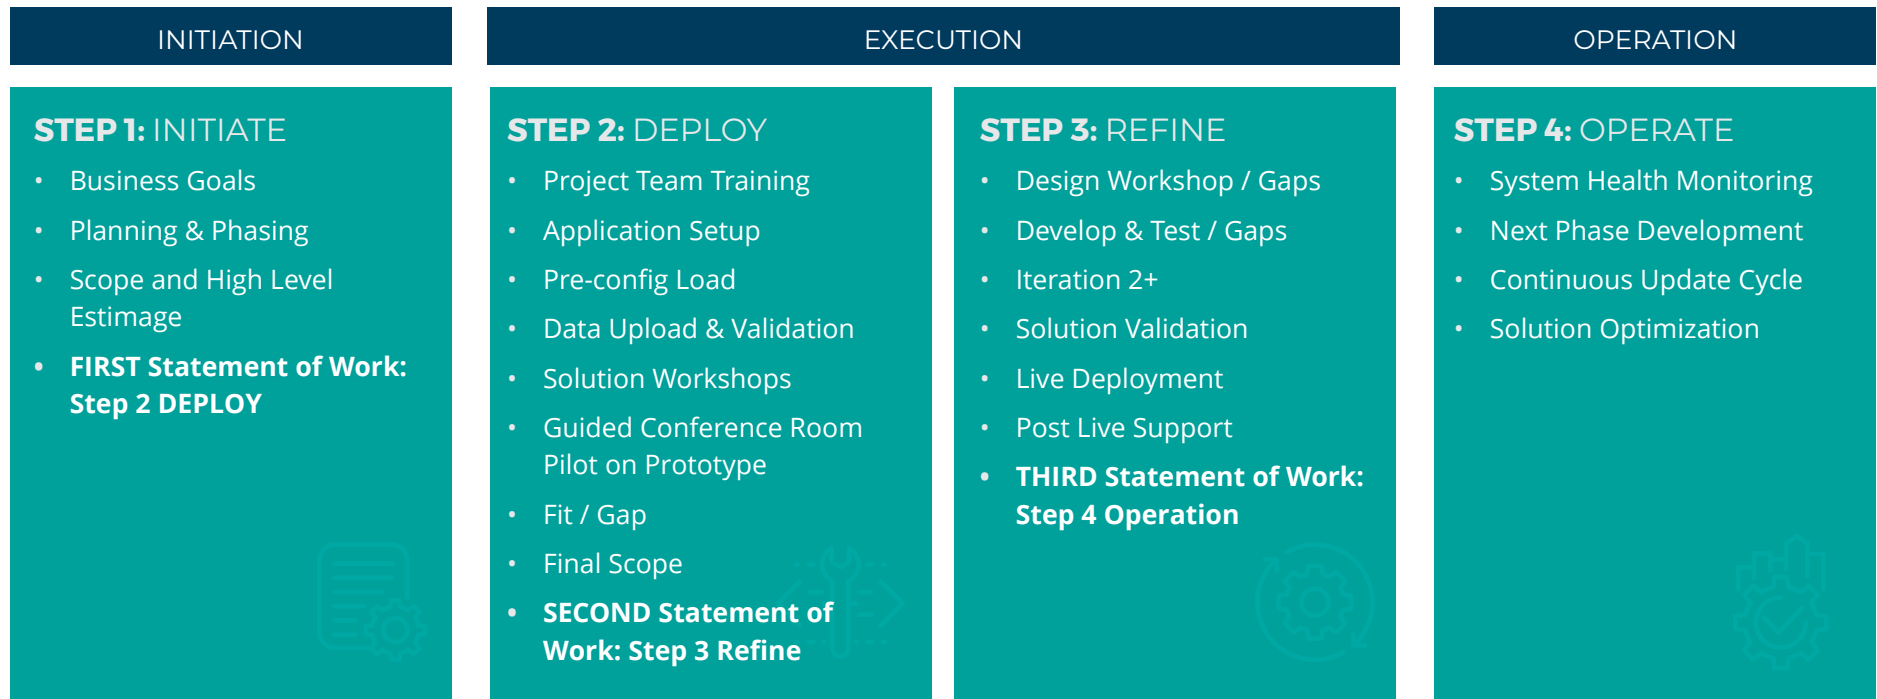 INITIATION
EXECUTION
OPERATION
STEP 1: INITIATE
• Business Goals
• Planning & Phasing
• Scope and High Level
Estimage
• FIRST Statement of Work:
Step 2 DEPLOY
STEP 2: DEPLOY
• Project Team Training
• Application Setup
• Pre-config Load
• Data Upload & Validation
• Solution Workshops
• Guided Conference Room
Pilot on Prototype
• Fit / Gap
• Final Scope
• SECOND Statement of
Work: Step 3 Refine
STEP 3: REFINE
• Design Workshop / Gaps
• Develop & Test / Gaps
• Iteration 2+
• Solution Validation
• Live Deployment
• Post Live Support
• THIRD Statement of Work:
Step 4 Operation
STEP 4: OPERATE
• System Health Monitoring
• Next Phase Development
• Continuous Update Cycle
• Solution Optimization